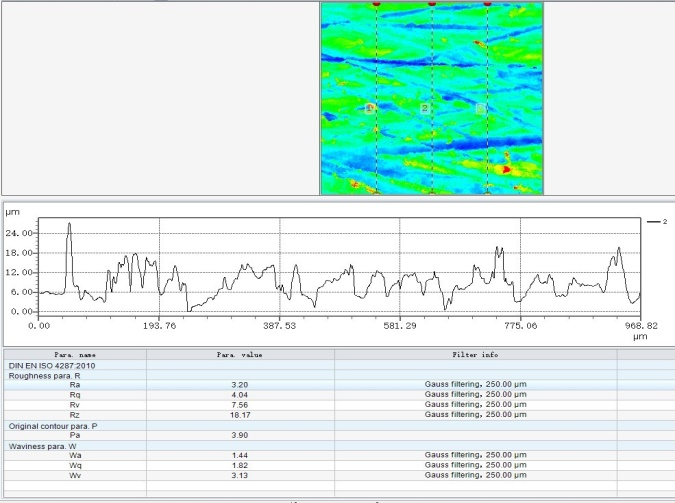 2
µm
24.00
18.00
12.00
6.00
0.00
2
0.00 193.76 387.53 581.29 775.06 968.82
µm
Para. name Para. value Filter info
DIN EN ISO 4287:2010
Roughness para. R
Ra 3.20 Gauss filtering, 250.00 µm
Rq 4.04 Gauss filtering, 250.00 µm
Rv 7.56 Gauss filtering, 250.00 µm
Rz 18.17 Gauss filtering, 250.00 µm
Original contour para. P
Pa 3.90
Waviness para. W
Wa 1.44 Gauss filtering, 250.00 µm
Wq 1.82 Gauss filtering, 250.00 µm
Wv 3.13 Gauss filtering, 250.00 µm